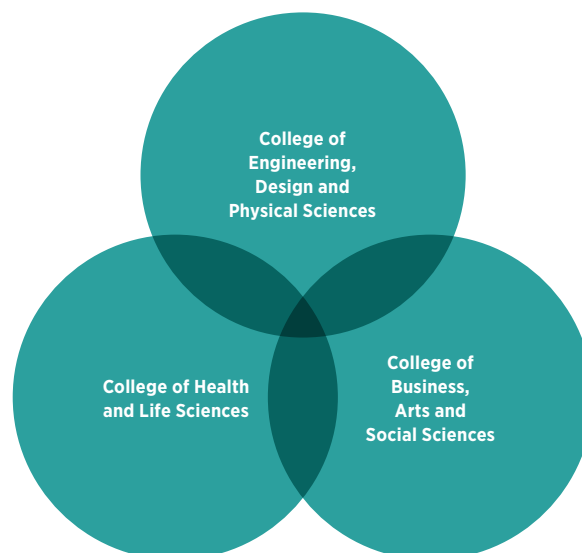 College of
Engineering,
Design and
Physical Sciences
College of Health
and Life Sciences
College of
Business,
Arts and
Social Sciences